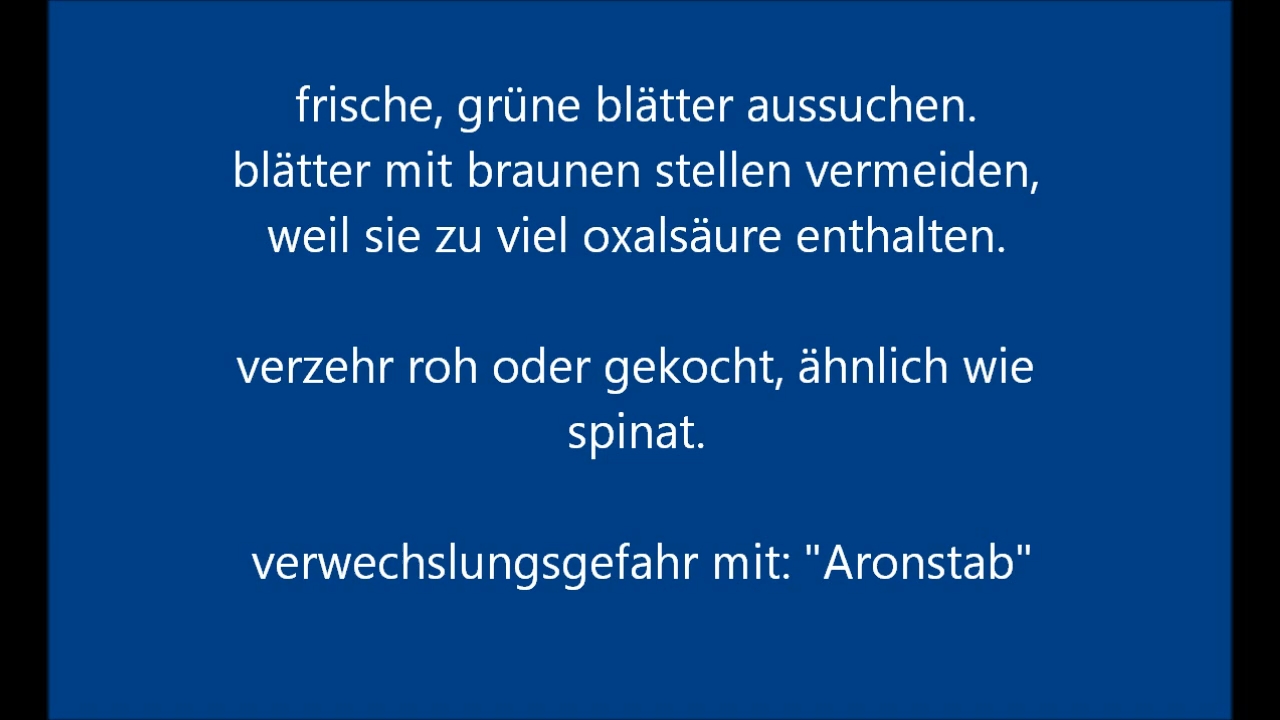 frische, grüne blätter aussuchen.
blätter mit braunen stellen vermeiden,
weil sie zu viel oxalsäure enthalten.
verzehr roh oder gekocht, ähnlich wie
spinat.
verwechslungsgefahr mit: "Aronstab"